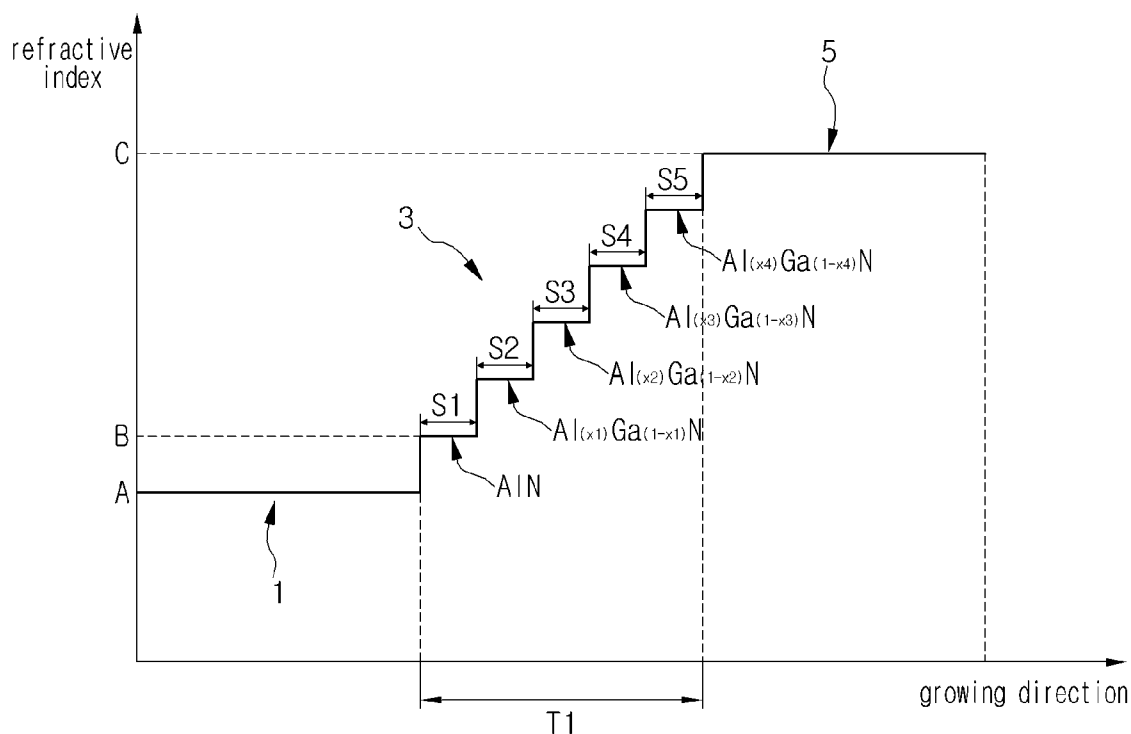 refractive
index
5
C
S5
3
S4
Al(x4)Ga(1-x4)N
S3
Al(x3)Ga(1-x3)N
S2
Al(x2)Ga(1-x2)N
S1
B
Al(x1)Ga(1-x1)N
AlN
A
1
growing direction
T1